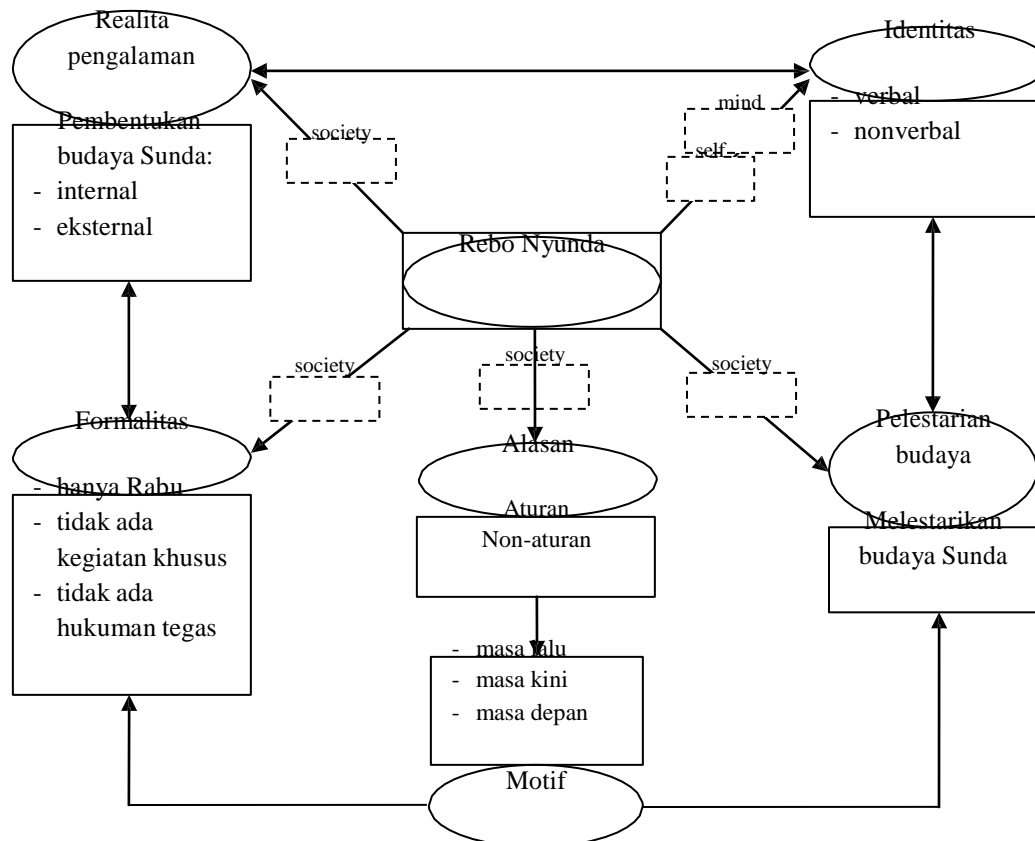 Realita
pengalaman
Identitas
mind
- verbal
Pembentukan
budaya Sunda:
society
- nonverbal
self
- internal
- eksternal
Rebo Nyunda
society
society
society
Formalitas
Alasan
Pelestarian
budaya
- hanya Rabu
- tidak ada
kegiatan khusus
- tidak ada
hukuman tegas
Aturan
Non-aturan
Melestarikan
budaya Sunda
- masa lalu
- masa kini
- masa depan
Motif